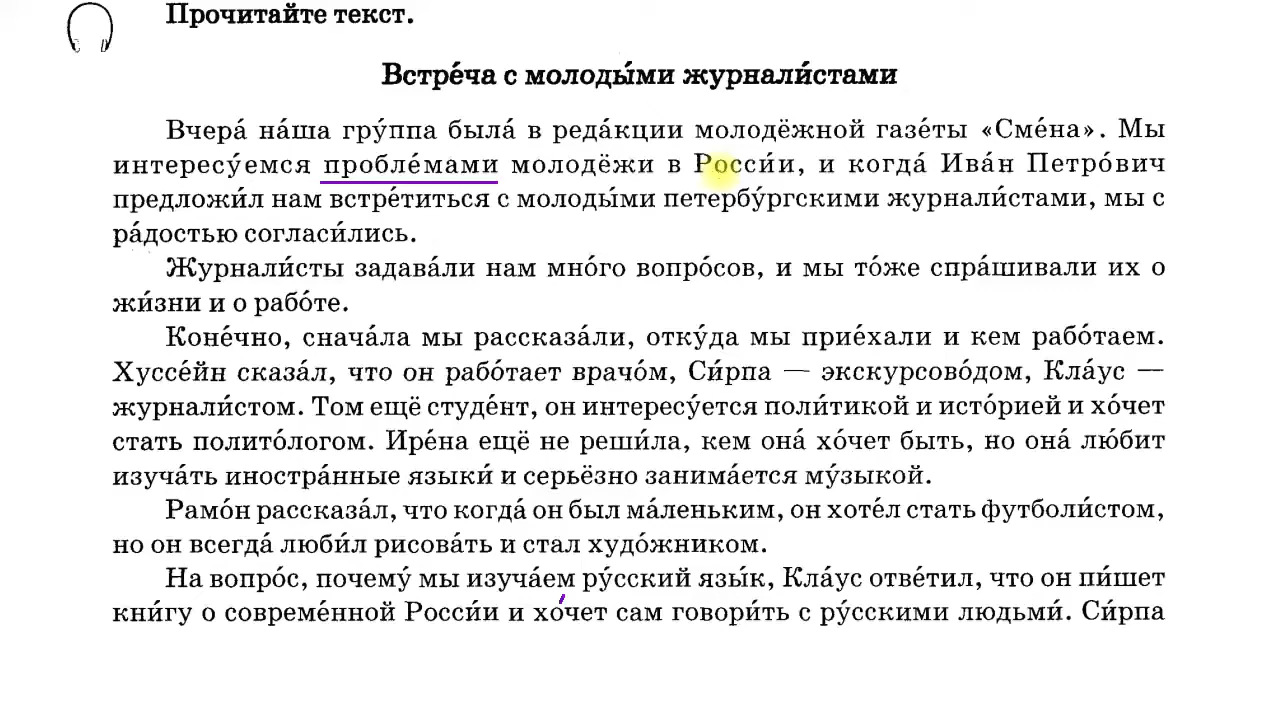 Прочитайте текст.
Встре́ча с молоды́ми журнали́стами
Вчера́ на́ша гру́ппа была́ в реда́кции молодёжной газе́ты «Сме́на». Мы
интересу́емся пробле́мами молодёжи в Росси́и, и когда́ Ива́н Петро́вич
предложи́л нам встре́титься с молоды́ми петербу́ргскими журнали́стами, мы с
ра́достью согласи́лись.
Журнали́сты задава́ли нам мно́го вопро́сов, и мы то́же спра́шивали их о
жи́зни и о рабо́те.
Коне́чно, снача́ла мы рассказа́ли, отку́да мы прие́хали и кем рабо́таем.
Хуссе́йн сказа́л, что он рабо́тает врачо́м, Си́рпа — экскурсово́дом, Кла́ус —
журнали́стом. Том ещё студе́нт, он интересу́ется поли́тикой и исто́рией и хо́чет
стать полито́логом. Ире́на ещё не реши́ла, кем она́ хо́чет быть, но она́ лю́бит
изуча́ть иностра́нные языки́ и серьёзно занима́ется му́зыкой.
Рамо́н рассказа́л, что когда́ он был ма́леньким, он хоте́л стать футболи́стом,
но он всегда́ люби́л рисова́ть и стал худо́жником.
На вопро́с, почему́ мы изуча́ем ру́сский язы́к, Кла́ус отве́тил, что он пи́шет
кни́гу о совреме́нной Росси́и и хо́чет сам говори́ть с ру́сскими людьми́. Си́рпа